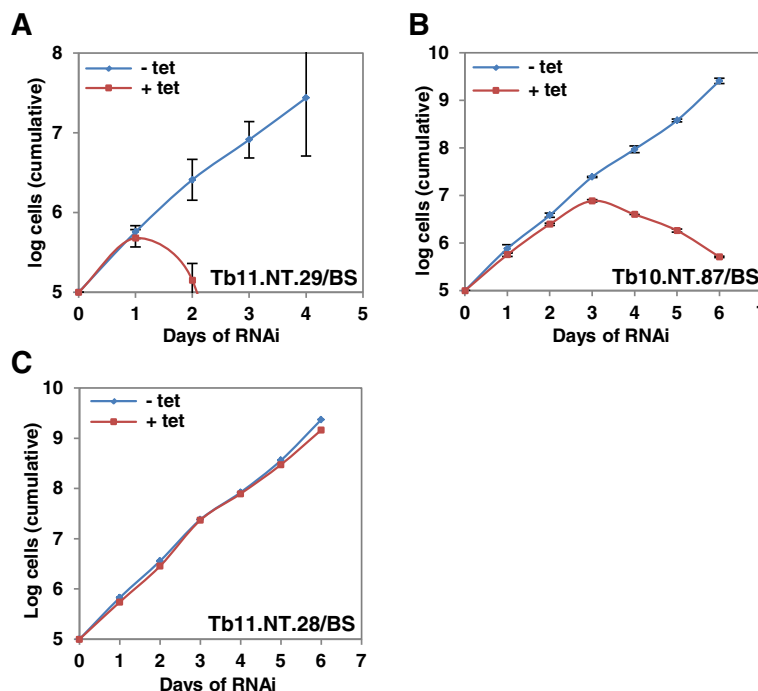 A
- tet
+ tet
log cells (cumulative)
8
7
6
5
0 1 2 3 4 5
Tb11.NT.29/BS
Days of RNAi
B
- tet
+ tet
log cells (cumulative)
10
9
8
7
6
5
0 1 2 3 4 5 6 7
Tb10.NT.87/BS
Days of RNAi
C
- tet
+ tet
Log cells (cumulative)
10
9
8
7
6
5
0 1 2 3 4 5 6 7
Tb11.NT.28/BS
Days of RNAi